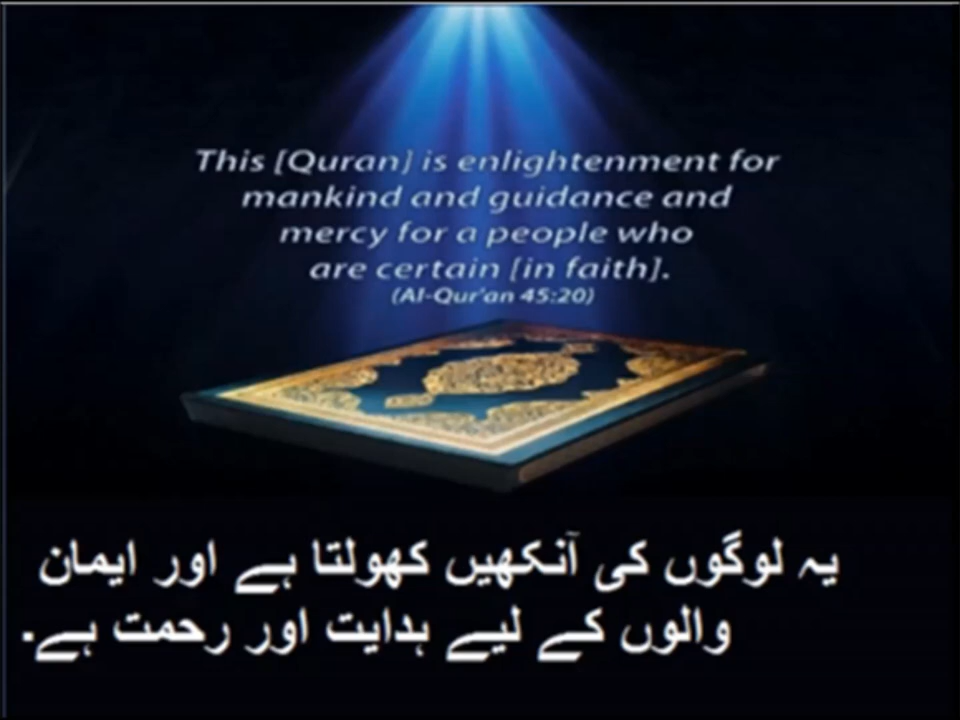 This [Quran] is enlightenment for
mankind and guidance and
mercy for a people who
are certain [in faith].
(Al-Qur'an 45:20)
یہ لوگوں کی آنکھیں کھولتا ہے اور ایمان
والوں کے لیے ہدایت اور رحمت ہے۔